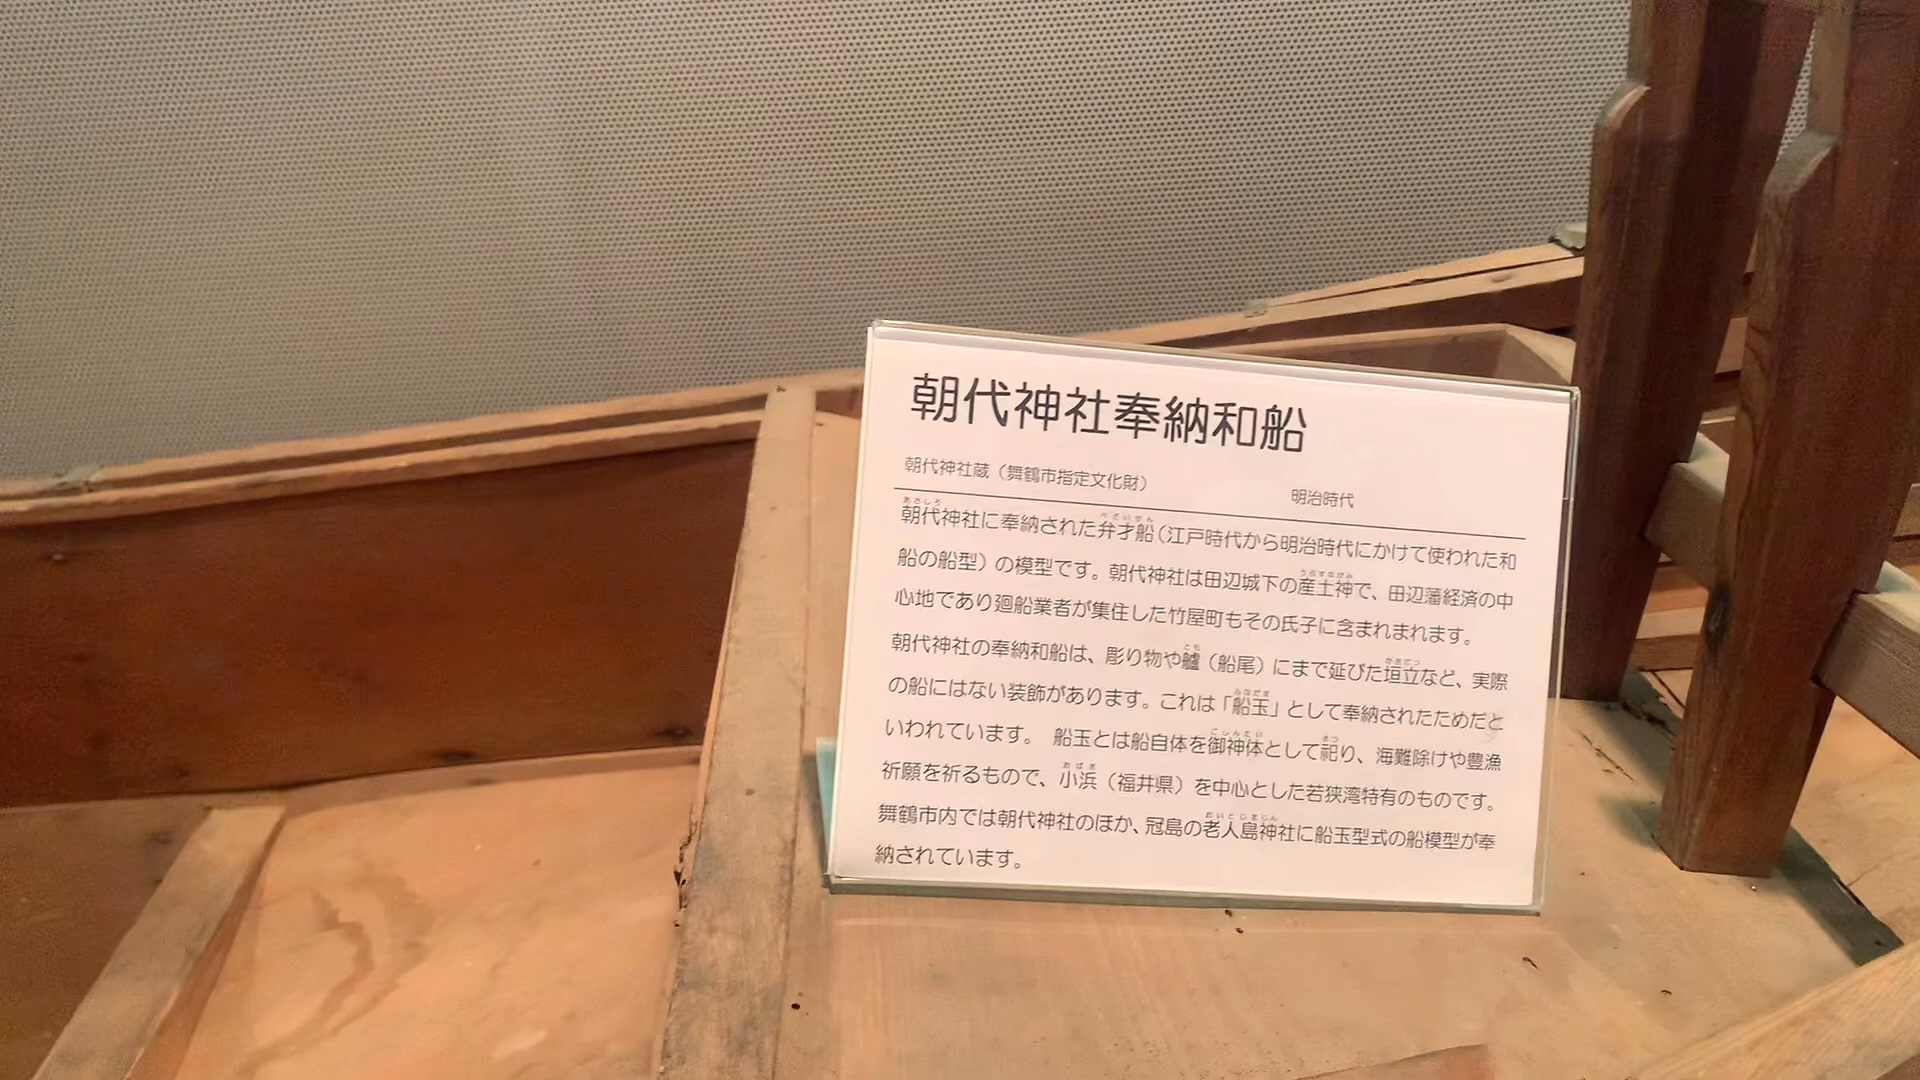 朝代神社奉納和船
朝代神社蔵（舞鶴市指定文化財） 明治時代
朝代神社に奉納された弁才船（江戸時代から明治時代にかけて使われた和
船の船型）の模型です。朝代神社は田辺城下の産土神で、田辺藩経済の中
心地であり廻船業者が集住した竹屋町もその氏子に含まれまれます。
朝代神社の奉納和船は、彫り物や艫（船尾）にまで延びた垣立など、実際
の船にはない装飾があります。これは「船玉」として奉納されたためだと
いわれています。 船玉とは船自体を御神体として祀り、海難除けや豊漁
祈願を祈るもので、小浜（福井県）を中心とした若狭湾特有のものです。
舞鶴市内では朝代神社のほか、冠島の老人島神社に船玉型式の船模型が奉
納されています。